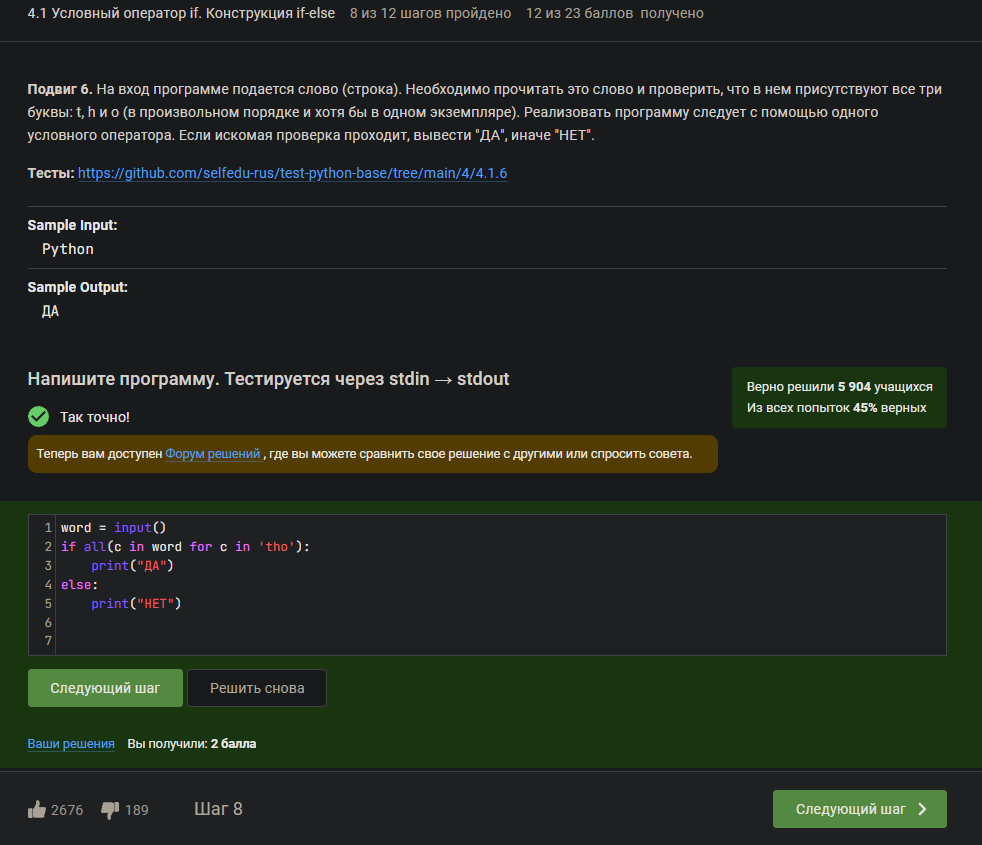 4.1 Условный оператор if. Конструкция if-else 8 из 12 шагов пройдено 12 из 23 баллов получено
Подвиг 6. На вход программе подается слово (строка). Необходимо прочитать это слово и проверить, что в нем присутствуют все три
буквы: t, h и o (в произвольном порядке и хотя бы в одном экземпляре). Реализовать программу следует с помощью одного
условного оператора. Если искомая проверка проходит, вывести "ДА", иначе "НЕТ".
Тесты: https://github.com/selfedu-rus/test-python-base/tree/main/4/4.1.6
Sample Input:
Python
Sample Output:
ДА
Напишите программу. Тестируется через stdin → stdout
Верно решили 5 904 учащихся
Из всех попыток 45% верных
Так точно!
Теперь вам доступен Форум решений , где вы можете сравнить свое решение с другими или спросить совета.
1 word = input()
2 if all(c in word for c in 'tho'):
3     print("ДА")
4 else:
5     print("НЕТ")
6
7
Следующий шаг Решить снова
Ваши решения Вы получили: 2 балла
2676 189 Шаг 8 Следующий шаг